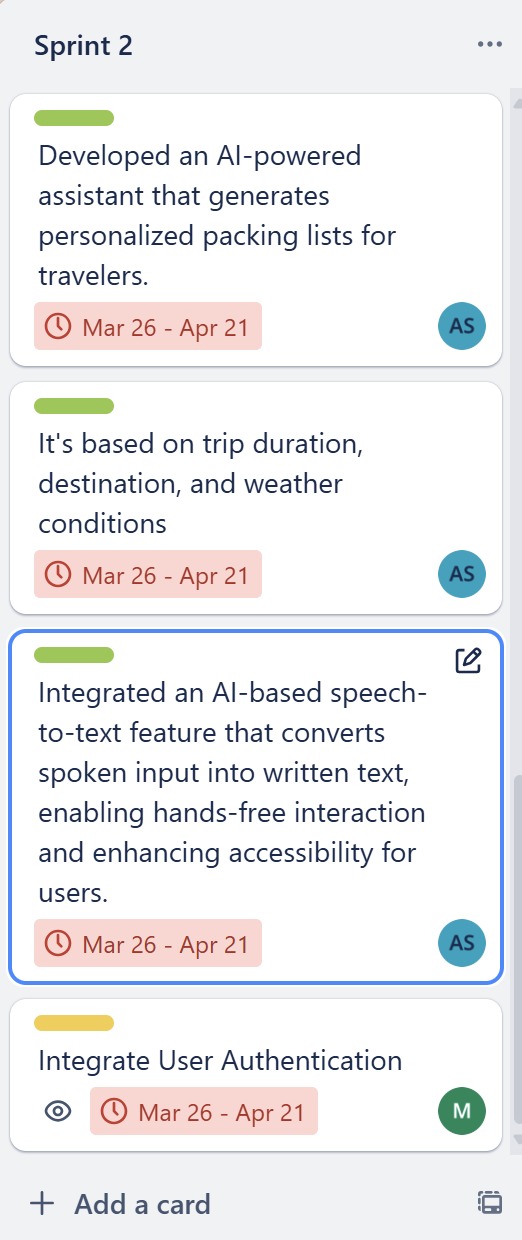 Sprint 2
Developed an AI-powered
assistant that generates
personalized packing lists for
travelers.
Mar 26 - Apr 21
AS
It's based on trip duration,
destination, and weather
conditions
Mar 26 - Apr 21
AS
Integrated an AI-based speech-
to-text feature that converts
spoken input into written text,
enabling hands-free interaction
and enhancing accessibility for
users.
Mar 26 - Apr 21
AS
Integrate User Authentication
Mar 26 - Apr 21
M
Add a card